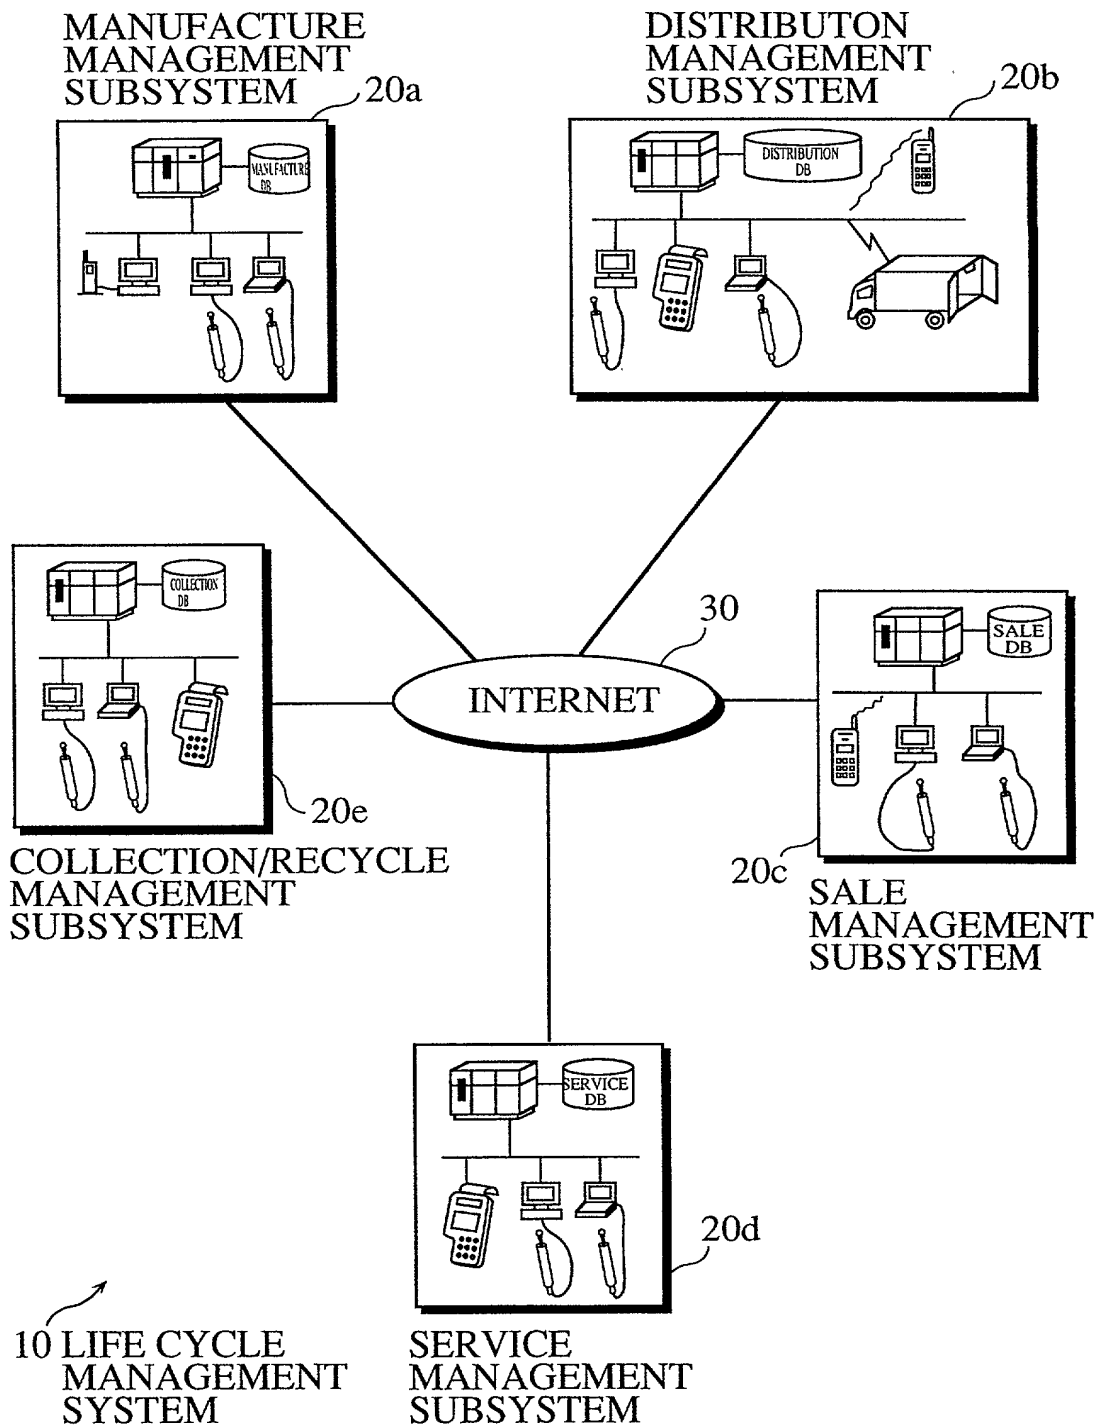 MANUFACTURE
MANAGEMENT
SUBSYSTEM
20a
MANUFACTURE
DB
DISTRIBUTON
MANAGEMENT
SUBSYSTEM
20b
DISTRIBUTION
DB
COLLECTION
DB
20e
COLLECTION/RECYCLE
MANAGEMENT
SUBSYSTEM
30
INTERNET
SALE
DB
20c
SALE
MANAGEMENT
SUBSYSTEM
SERVICE
DB
20d
SERVICE
MANAGEMENT
SUBSYSTEM
10 LIFE CYCLE
MANAGEMENT
SYSTEM